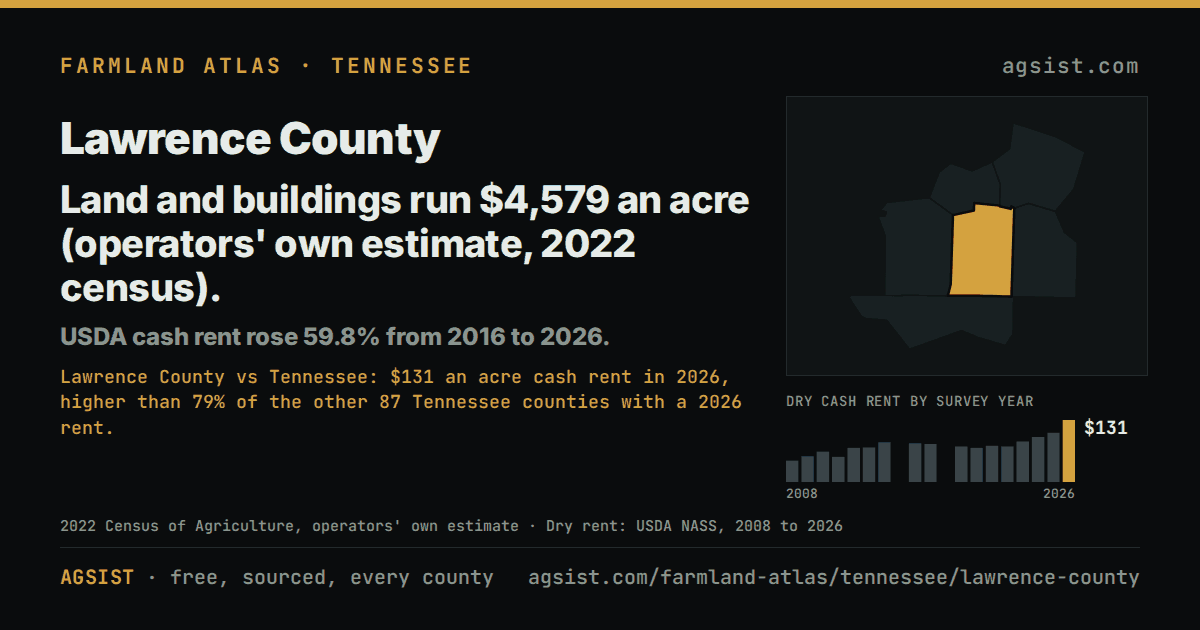 FARMLAND ATLAS · TENNESSEE
agsist.com
Lawrence County
Land and buildings run $4,579 an acre
(operators' own estimate, 2022
census).
USDA cash rent rose 59.8% from 2016 to 2026.
Lawrence County vs Tennessee: $131 an acre cash rent in 2026,
higher than 79% of the other 87 Tennessee counties with a 2026
rent.
DRY CASH RENT BY SURVEY YEAR
$131
2008
2026
2022 Census of Agriculture, operators' own estimate · Dry rent: USDA NASS, 2008 to 2026
AGSIST · free, sourced, every county
agsist.com/farmland-atlas/tennessee/lawrence-county